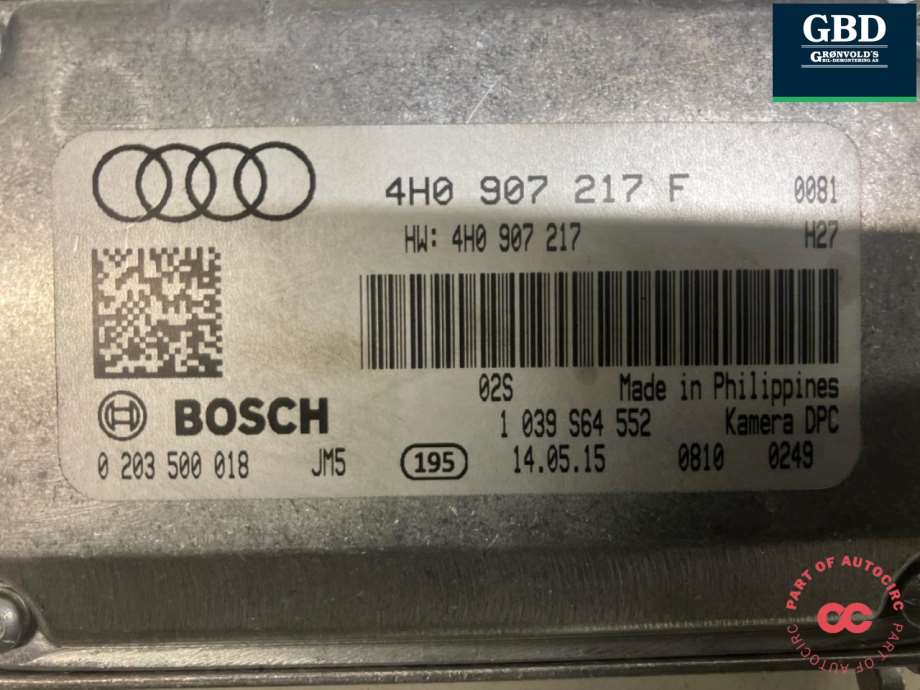 GBD
GRØNVOLD'S
BIL-DEMONTERING AS
4H0 907 217 F 0081
HW: 4H0 907 217 H27
02S Made in Philippines
BOSCH 1 039 S64 552 Kamera DPC
0 203 500 018 JM5 195 14.05.15 0810 0249
PART OF AUTOCIRC
PART OF AUTOCIRC